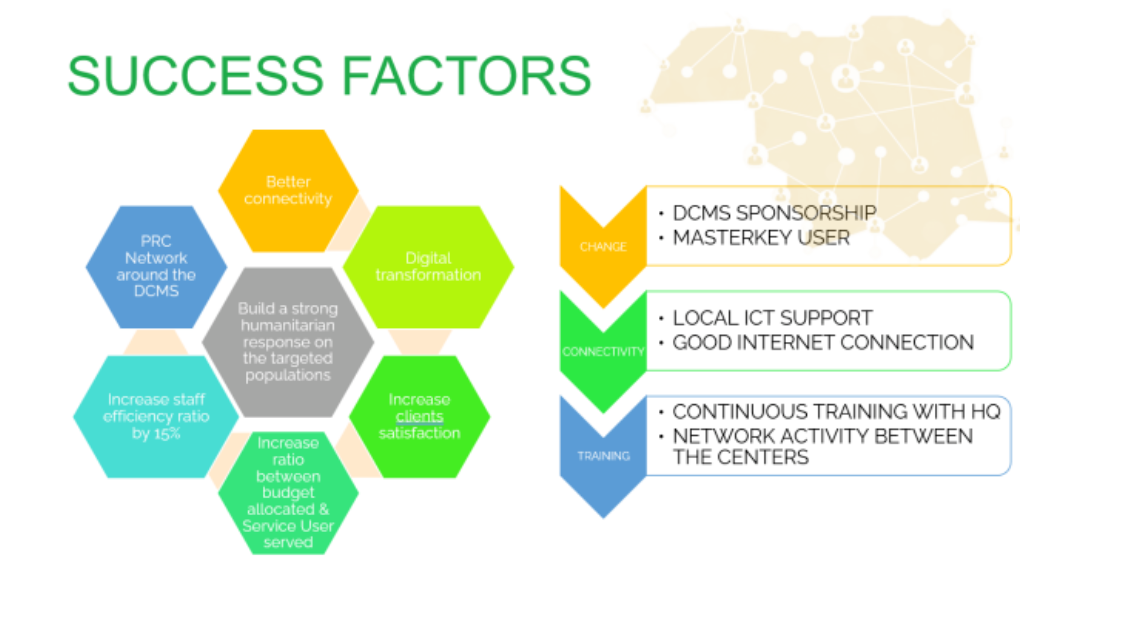 SUCCESS FACTORS
Better
connectivity
PRC
Network
around the
DCMS
Digital
transformation
Build a strong
humanitarian
response on
the targeted
populations
Increase staff
efficiency ratio
by 15%
Increase
clients
satisfaction
Increase
ratio
between
budget
allocated &
Service User
served
CHANGE
• DCMS SPONSORSHIP
• MASTERKEY USER
CONNECTIVITY
• LOCAL ICT SUPPORT
• GOOD INTERNET CONNECTION
TRAINING
• CONTINUOUS TRAINING WITH HQ
• NETWORK ACTIVITY BETWEEN
THE CENTERS